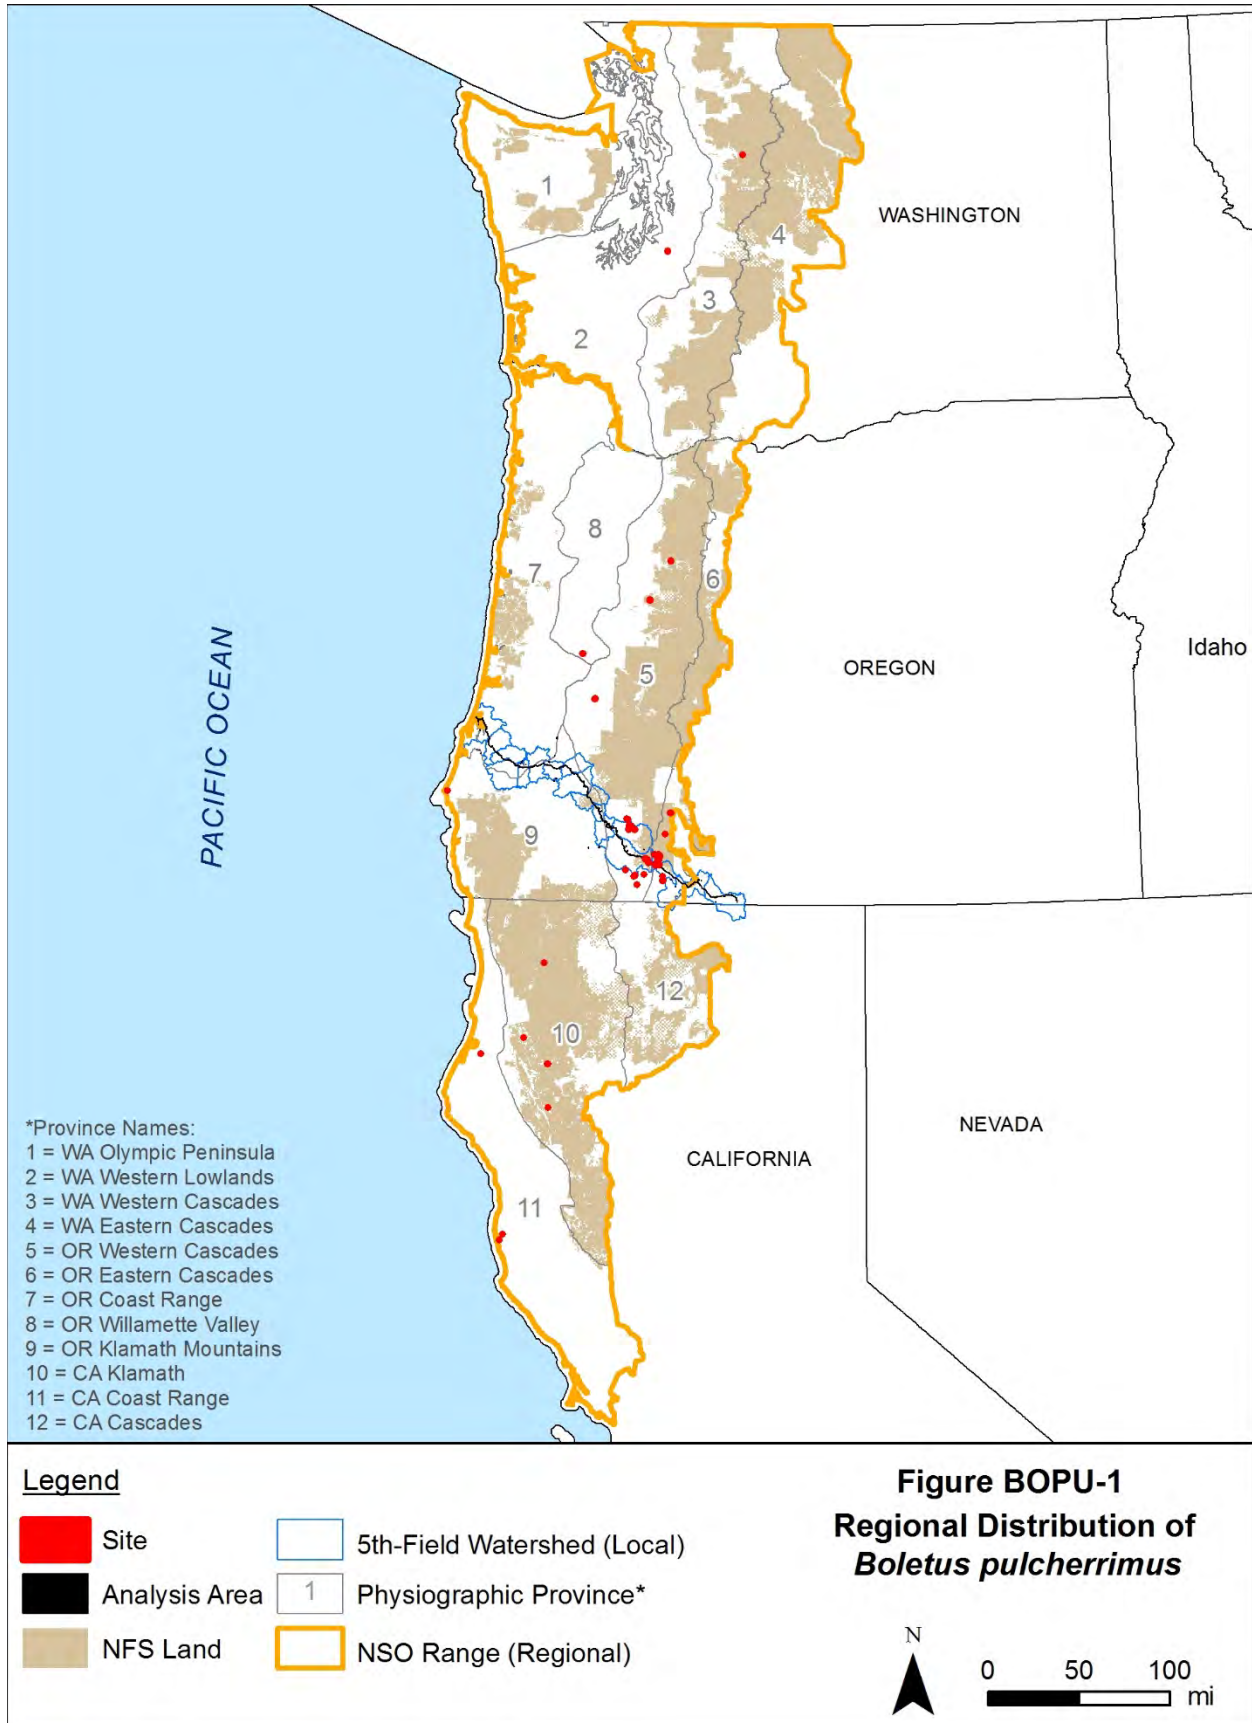 WASHINGTON
1
4
3
2
8
7
6
Idaho
OREGON
5
PACIFIC OCEAN
9
12
10
NEVADA
CALIFORNIA
11
*Province Names:
1 = WA Olympic Peninsula
2 = WA Western Lowlands
3 = WA Western Cascades
4 = WA Eastern Cascades
5 = OR Western Cascades
6 = OR Eastern Cascades
7 = OR Coast Range
8 = OR Willamette Valley
9 = OR Klamath Mountains
10 = CA Klamath
11 = CA Coast Range
12 = CA Cascades
Legend
Site
Analysis Area
NFS Land
5th-Field Watershed (Local)
1 Physiographic Province*
NSO Range (Regional)
Figure BOPU-1
Regional Distribution of
Boletus pulcherrimus
N
0 50 100
mi